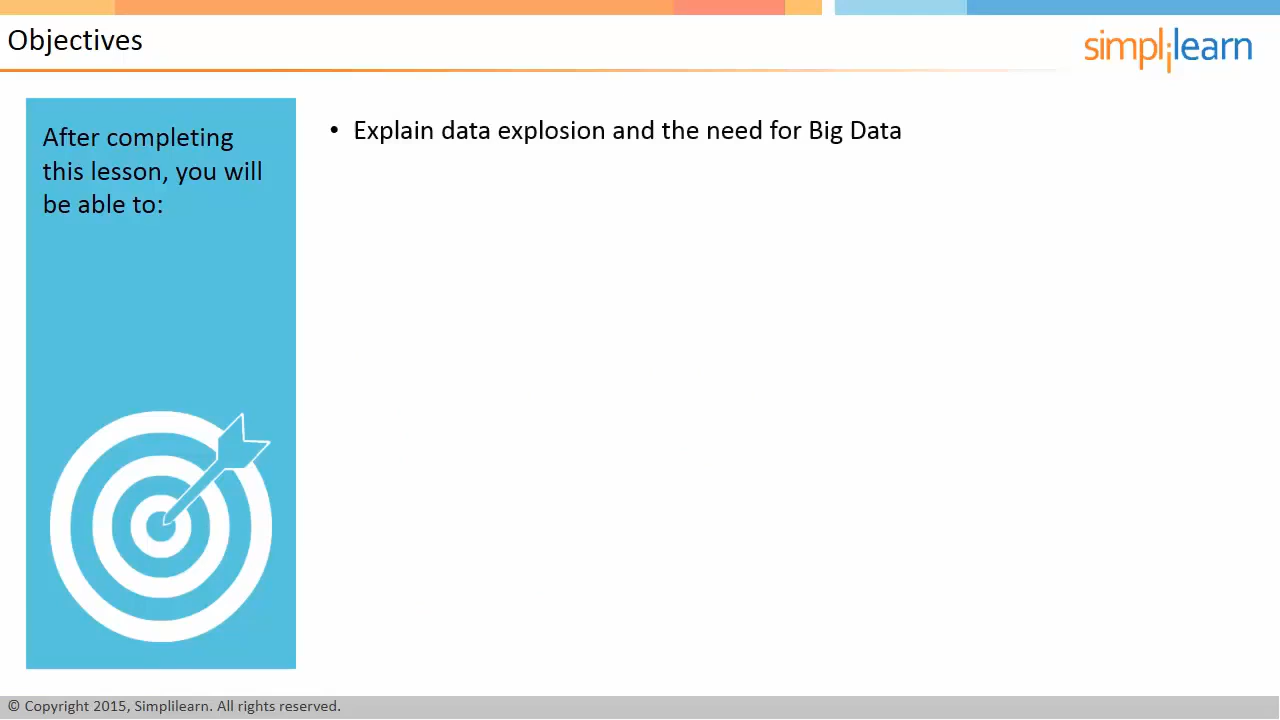 Objectives
simplilearn
After completing
this lesson, you will
be able to:
• Explain data explosion and the need for Big Data
© Copyright 2015, Simplilearn. All rights reserved.